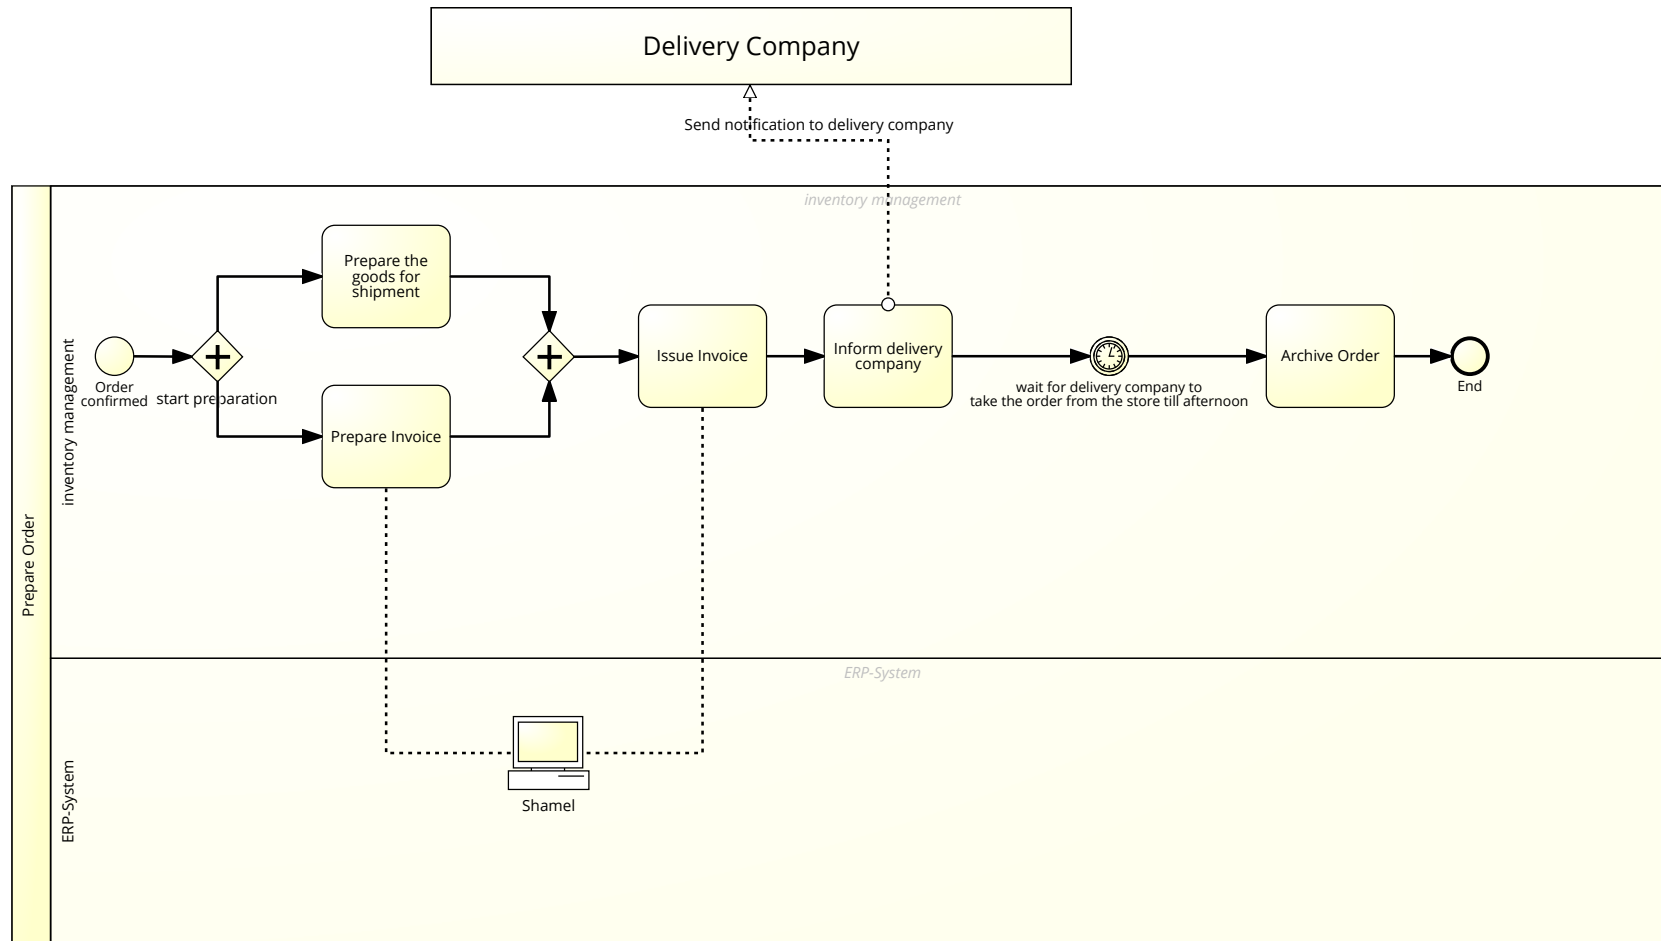 Delivery Company
Send notification to delivery company
inventory management
Prepare Order
inventory management
Prepare the
goods for
shipment
Order
confirmed
start preparation
Prepare Invoice
Issue Invoice
Inform delivery
company
wait for delivery company to
take the order from the store till afternoon
Archive Order
End
ERP-System
ERP-System
Shamel